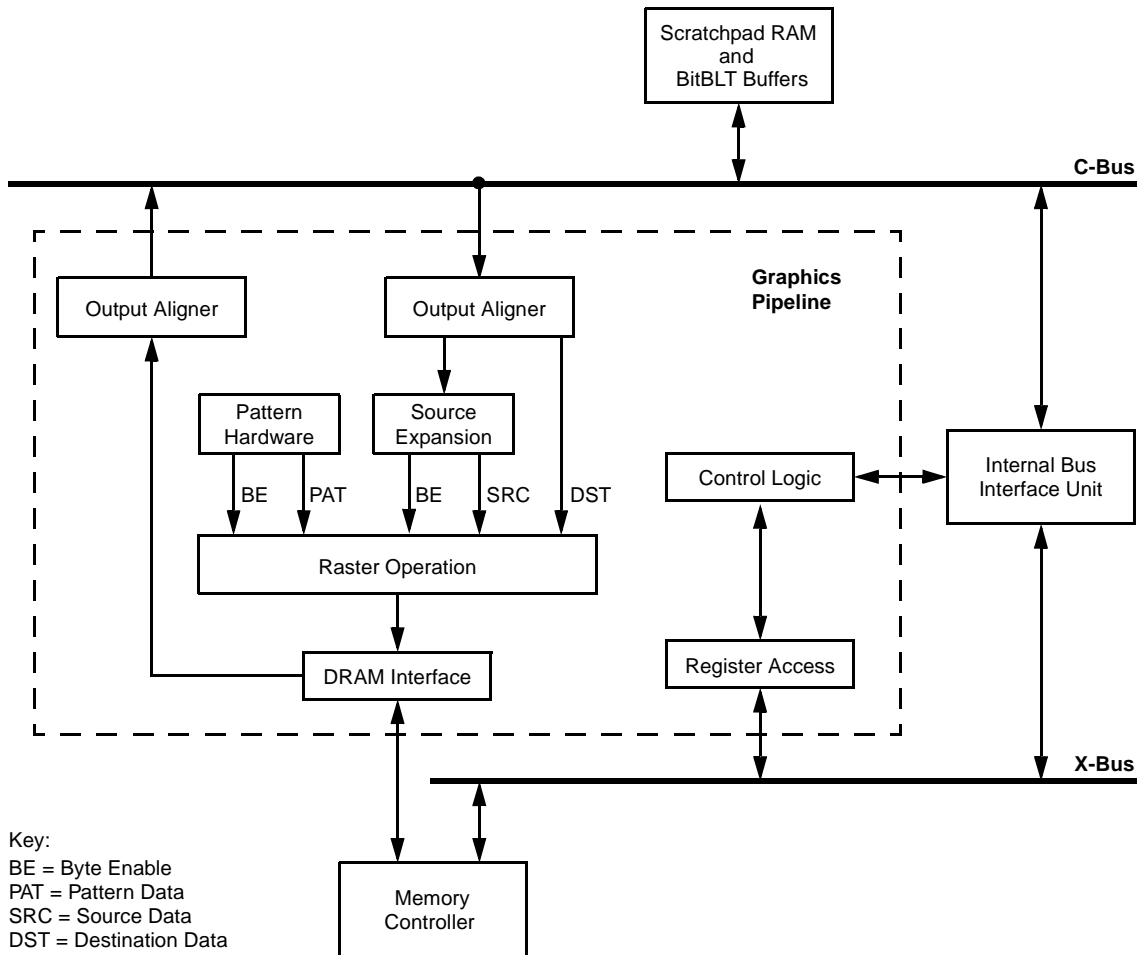 Scratchpad RAM
and
BitBLT Buffers
C-Bus
Graphics
Pipeline
Output Aligner
Output Aligner
Pattern
Hardware
Source
Expansion
Control Logic
Internal Bus
Interface Unit
BE
PAT
BE
SRC
DST
Raster Operation
Register Access
DRAM Interface
X-Bus
Key:
BE = Byte Enable
PAT = Pattern Data
SRC = Source Data
DST = Destination Data
Memory
Controller